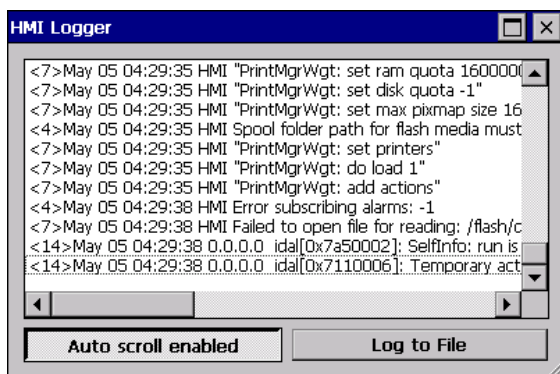 HMI Logger
<7>May 05 04:29:35 HMI "PrintMgrWgt: set ram quota 1600000
<7>May 05 04:29:35 HMI "PrintMgrWgt: set disk quota -1"
<7>May 05 04:29:35 HMI "PrintMgrWgt: set max pixmap size 16
<4>May 05 04:29:35 HMI Spool folder path for flash media must
<7>May 05 04:29:35 HMI "PrintMgrWgt: set printers"
<7>May 05 04:29:35 HMI "PrintMgrWgt: do load 1"
<7>May 05 04:29:35 HMI "PrintMgrWgt: add actions"
<4>May 05 04:29:38 HMI Error subscribing alarms: -1
<7>May 05 04:29:38 HMI Failed to open file for reading: /flash/c
<14>May 05 04:29:38 0.0.0.0  idal[0x7a50002]: SelfInfo: run is
<14>May 05 04:29:38 0.0.0.0  idal[0x7110006]: Temporary act
Auto scroll enabled
Log to File